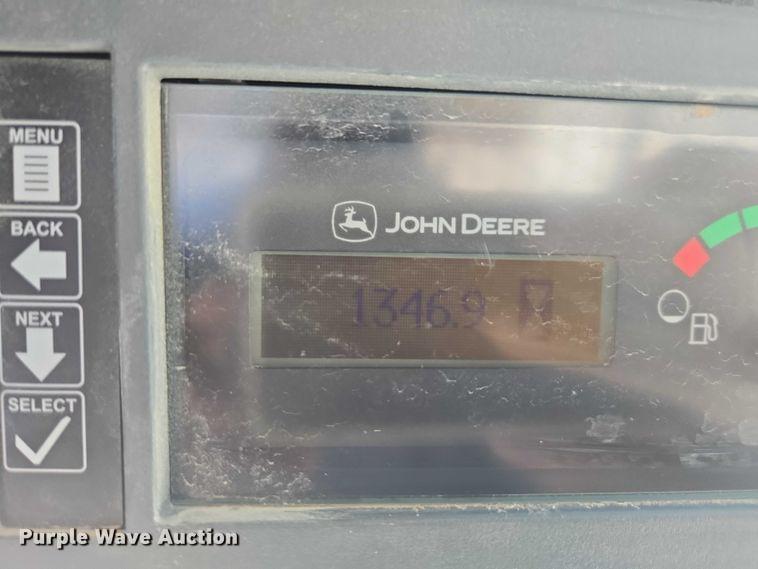 MENU
BACK
NEXT
SELECT
JOHN DEERE
1346.9
Purple Wave Auction